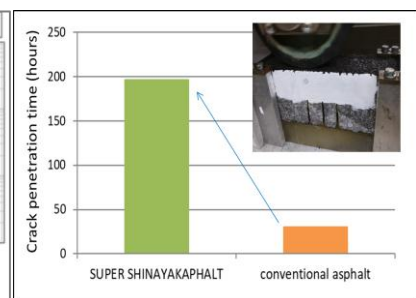 Crack penetration time (hours)
250
200
150
100
50
0
SUPER SHINAYAKAPHALT
conventional asphalt